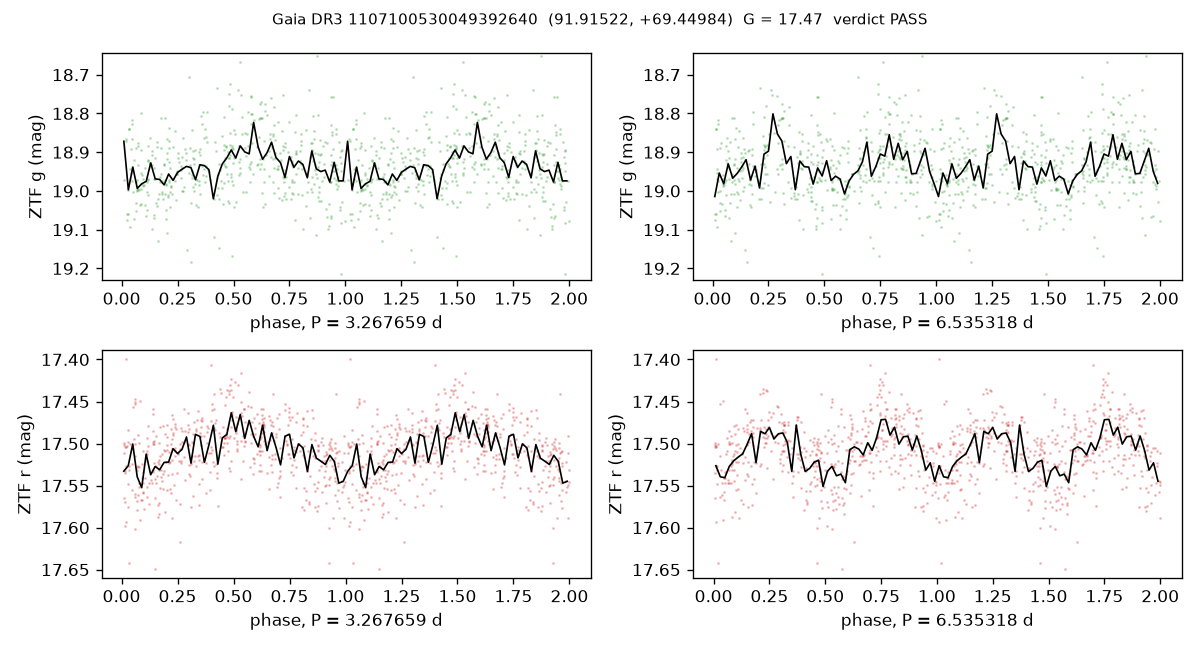 Gaia DR3 1107100530049392640 (91.91522, +69.44984) G = 17.47 verdict PASS
ZTF g (mag)
18.7
18.8
18.9
19.0
19.1
19.2
0.00 0.25 0.50 0.75 1.00 1.25 1.50 1.75 2.00
phase, P = 3.267659 d
ZTF g (mag)
18.7
18.8
18.9
19.0
19.1
19.2
0.00 0.25 0.50 0.75 1.00 1.25 1.50 1.75 2.00
phase, P = 6.535318 d
ZTF r (mag)
17.40
17.45
17.50
17.55
17.60
17.65
0.00 0.25 0.50 0.75 1.00 1.25 1.50 1.75 2.00
phase, P = 3.267659 d
ZTF r (mag)
17.40
17.45
17.50
17.55
17.60
17.65
0.00 0.25 0.50 0.75 1.00 1.25 1.50 1.75 2.00
phase, P = 6.535318 d